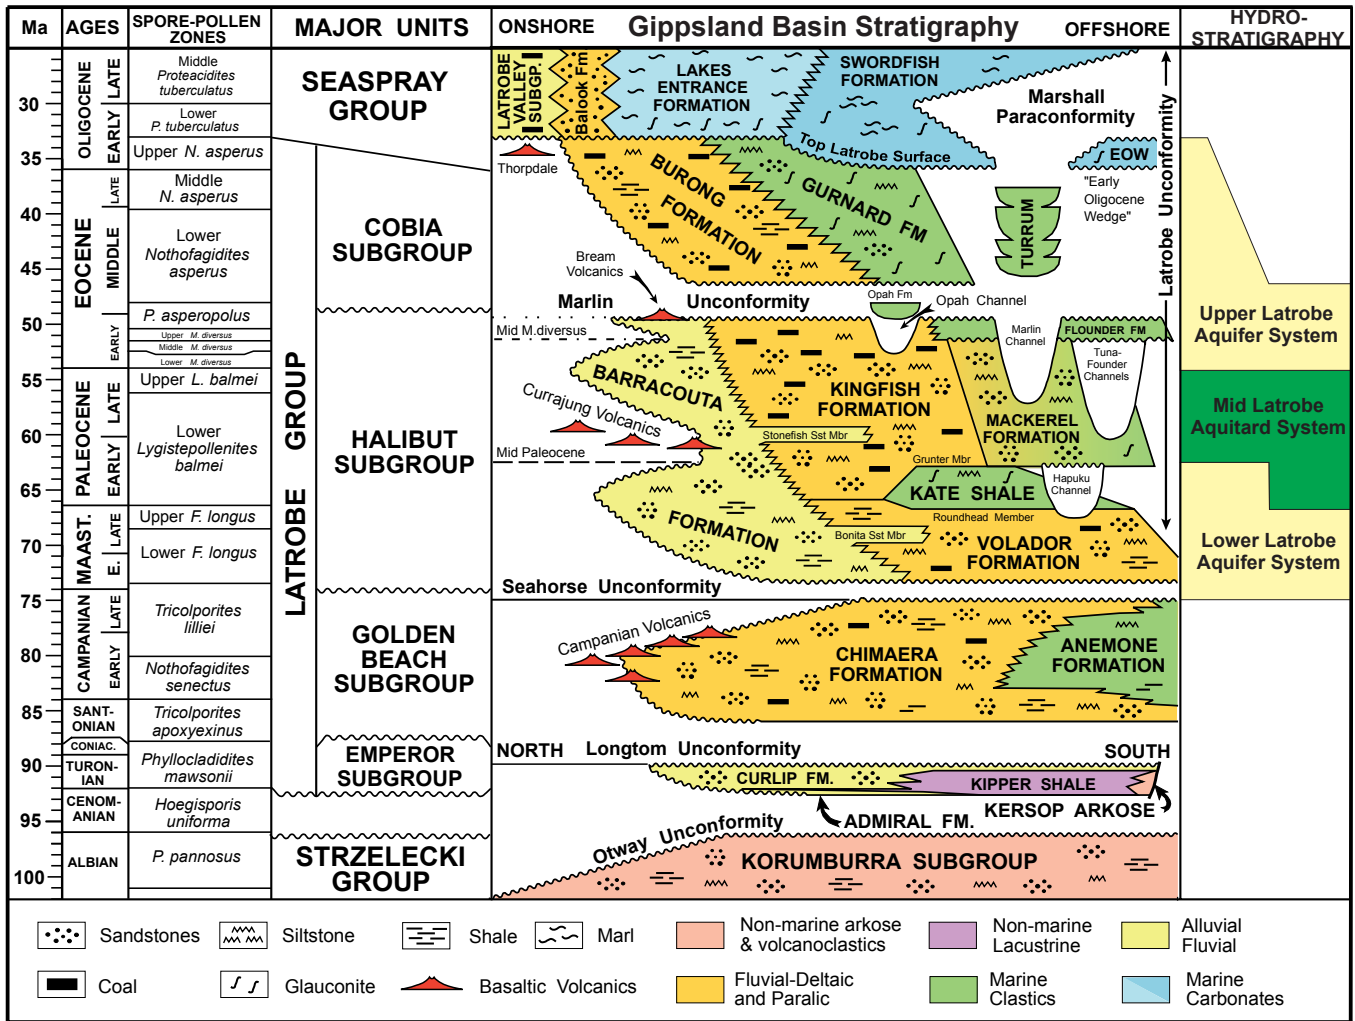 Ma
AGES
SPORE-POLLEN
ZONES
MAJOR UNITS
ONSHORE
Gippsland Basin Stratigraphy
OFFSHORE
HYDRO-
STRATIGRAPHY
30
35
40
45
50
55
60
65
70
75
80
85
90
95
100
OLIGOCENE
LATE
EARLY
EOCENE
LATE
MIDDLE
EARLY
PALEOCENE
LATE
EARLY
MAAST.
LATE
E.
CAMPANIAN
LATE
EARLY
SANT-
ONIAN
CONIAC.
TURON-
IAN
CENOM-
ANIAN
ALBIAN
Middle
Proteacidites
tuberculatus
Lower
P. tuberculatus
Upper N. asperus
Middle
N. asperus
Lower
Nothofagidites
asperus
P. asperopolus
Upper M. diversus
Middle M. diversus
Lower M. diversus
Upper L. balmei
Lower
Lygistepollenites
balmei
Upper F. longus
Lower F. longus
Tricolporites
lilliei
Nothofagidites
senectus
Tricolporites
apoxyexinus
Phyllocladidites
mawsonii
Hoegisporis
uniforma
P. pannosus
SEASPRAY
GROUP
LATROBE GROUP
COBIA
SUBGROUP
HALIBUT
SUBGROUP
GOLDEN
BEACH
SUBGROUP
EMPEROR
SUBGROUP
STRZELECKI
GROUP
LATROBE
VALLEY
SUBGP.
Balook Fm
LAKES
ENTRANCE
FORMATION
SWORDFISH
FORMATION
Marshall
Paraconformity
Latrobe Unconformity
Top Latrobe Surface
EOW
"Early
Oligocene
Wedge"
Thorpdale
BURONG
FORMATION
GURNARD FM
TURRUM
Bream
Volcanics
Marlin Unconformity
Opah Fm
Opah Channel
Mid M.diversus
Marlin
Channel
FLOUNDER FM
Tuna-
Founder
Channels
BARRACOUTA
KINGFISH
FORMATION
MACKEREL
FORMATION
Currajung Volcanics
Stonefish Sst Mbr
Mid Paleocene
Grunter Mbr
KATE SHALE
Hapuku
Channel
FORMATION
Roundhead Member
Bonita Sst Mbr
VOLADOR
FORMATION
Seahorse Unconformity
Campanian Volcanics
CHIMAERA
FORMATION
ANEMONE
FORMATION
NORTH
Longtom Unconformity
SOUTH
CURLIP FM.
KIPPER SHALE
ADMIRAL FM.
KERSOP ARKOSE
Otway Unconformity
KORUMBURRA SUBGROUP
Upper Latrobe
Aquifer System
Mid Latrobe
Aquitard System
Lower Latrobe
Aquifer System
Sandstones
Siltstone
Shale
Marl
Non-marine arkose
& volcanoclastics
Non-marine
Lacustrine
Alluvial
Fluvial
Coal
Glauconite
Basaltic Volcanics
Fluvial-Deltaic
and Paralic
Marine
Clastics
Marine
Carbonates